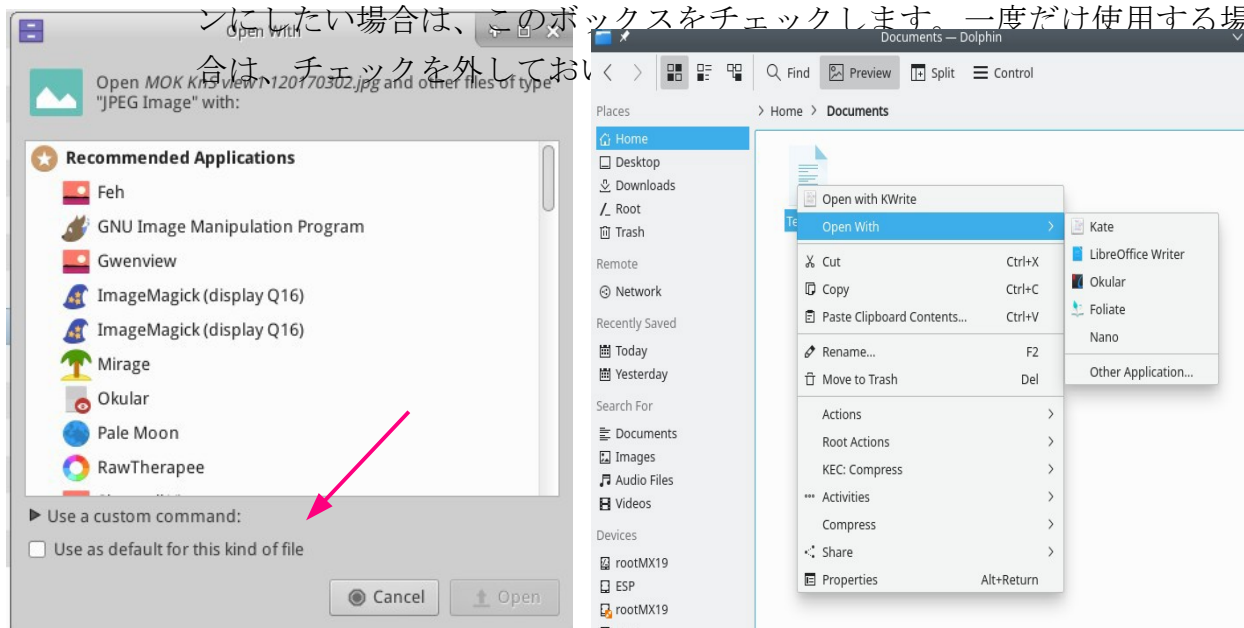 ンにしたい場合は、このボックスをチェックします。一度だけ使用する場
合は、チェックを外しておい
Open With
Open MOK KnS view1 120170302.jpg and other files of type
"JPEG Image" with:
Recommended Applications
Feh
GNU Image Manipulation Program
Gwenview
ImageMagick (display Q16)
ImageMagick (display Q16)
Mirage
Okular
Pale Moon
RawTherapee
Use a custom command:
Use as default for this kind of file
Cancel
Open
Documents — Dolphin
Find
Preview
Split
Control
Places
Home
Desktop
Downloads
Root
Trash
Remote
Network
Recently Saved
Today
Yesterday
Search For
Documents
Images
Audio Files
Videos
Devices
rootMX19
ESP
rootMX19
> Home > Documents
Te
Open with KWrite
Open With
Cut Ctrl+X
Copy Ctrl+C
Paste Clipboard Contents... Ctrl+V
Rename... F2
Move to Trash Del
Actions
Root Actions
KEC: Compress
Activities
Compress
Share
Properties Alt+Return
Kate
LibreOffice Writer
Okular
Foliate
Nano
Other Application...